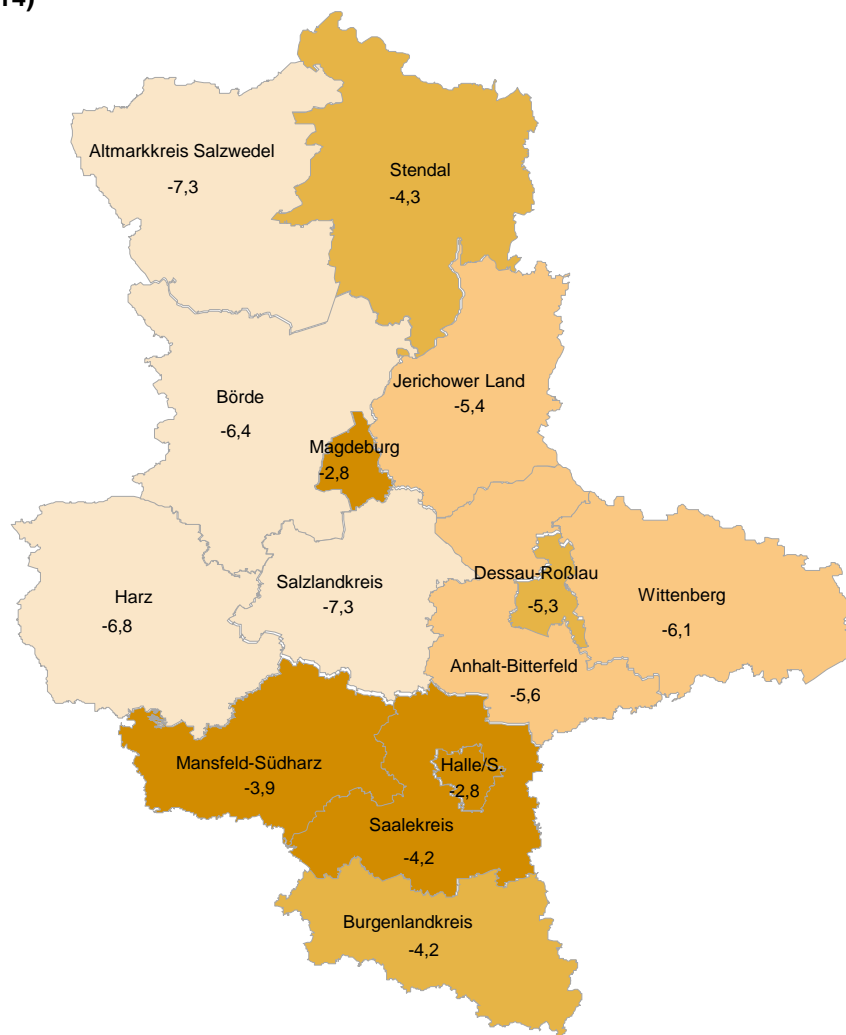 14)
Altmarkkreis Salzwedel
-7,3
Stendal
-4,3
Jerichower Land
-5,4
Börde
-6,4
Magdeburg
-2,8
Dessau-Roßlau
-5,3
Salzlandkreis
-7,3
Harz
-6,8
Wittenberg
-6,1
Anhalt-Bitterfeld
-5,6
Mansfeld-Südharz
-3,9
Halle/S.
-2,8
Saalekreis
-4,2
Burgenlandkreis
-4,2